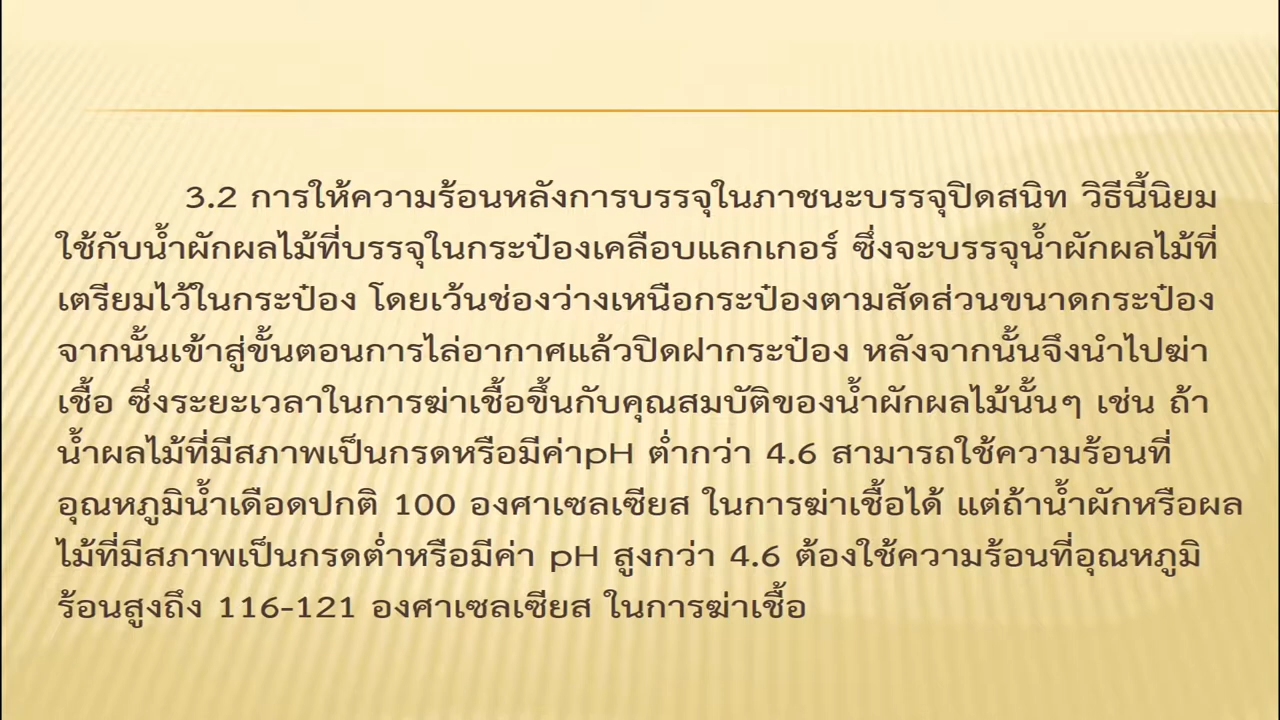 3.2 การให้ความร้อนหลังการบรรจุในภาชนะบรรจุปิดสนิท วิธีนี้นิยม
ใช้กับน้ำผักผลไม้ที่บรรจุในกระป๋องเคลือบแลกเกอร์ ซึ่งจะบรรจุน้ำผักผลไม้ที่
เตรียมไว้ในกระป๋อง โดยเว้นช่องว่างเหนือกระป๋องตามสัดส่วนขนาดกระป๋อง
จากนั้นเข้าสู่ขั้นตอนการไล่อากาศแล้วปิดฝากระป๋อง หลังจากนั้นจึงนำไปฆ่า
เชื้อ ซึ่งระยะเวลาในการฆ่าเชื้อขึ้นกับคุณสมบัติของน้ำผักผลไม้นั้นๆ เช่น ถ้า
น้ำผลไม้ที่มีสภาพเป็นกรดหรือมีค่าpH ต่ำกว่า 4.6 สามารถใช้ความร้อนที่
อุณหภูมิน้ำเดือดปกติ 100 องศาเซลเซียส ในการฆ่าเชื้อได้ แต่ถ้าน้ำผักหรือผล
ไม้ที่มีสภาพเป็นกรดต่ำหรือมีค่า pH สูงกว่า 4.6 ต้องใช้ความร้อนที่อุณหภูมิ
ร้อนสูงถึง 116-121 องศาเซลเซียส ในการฆ่าเชื้อ